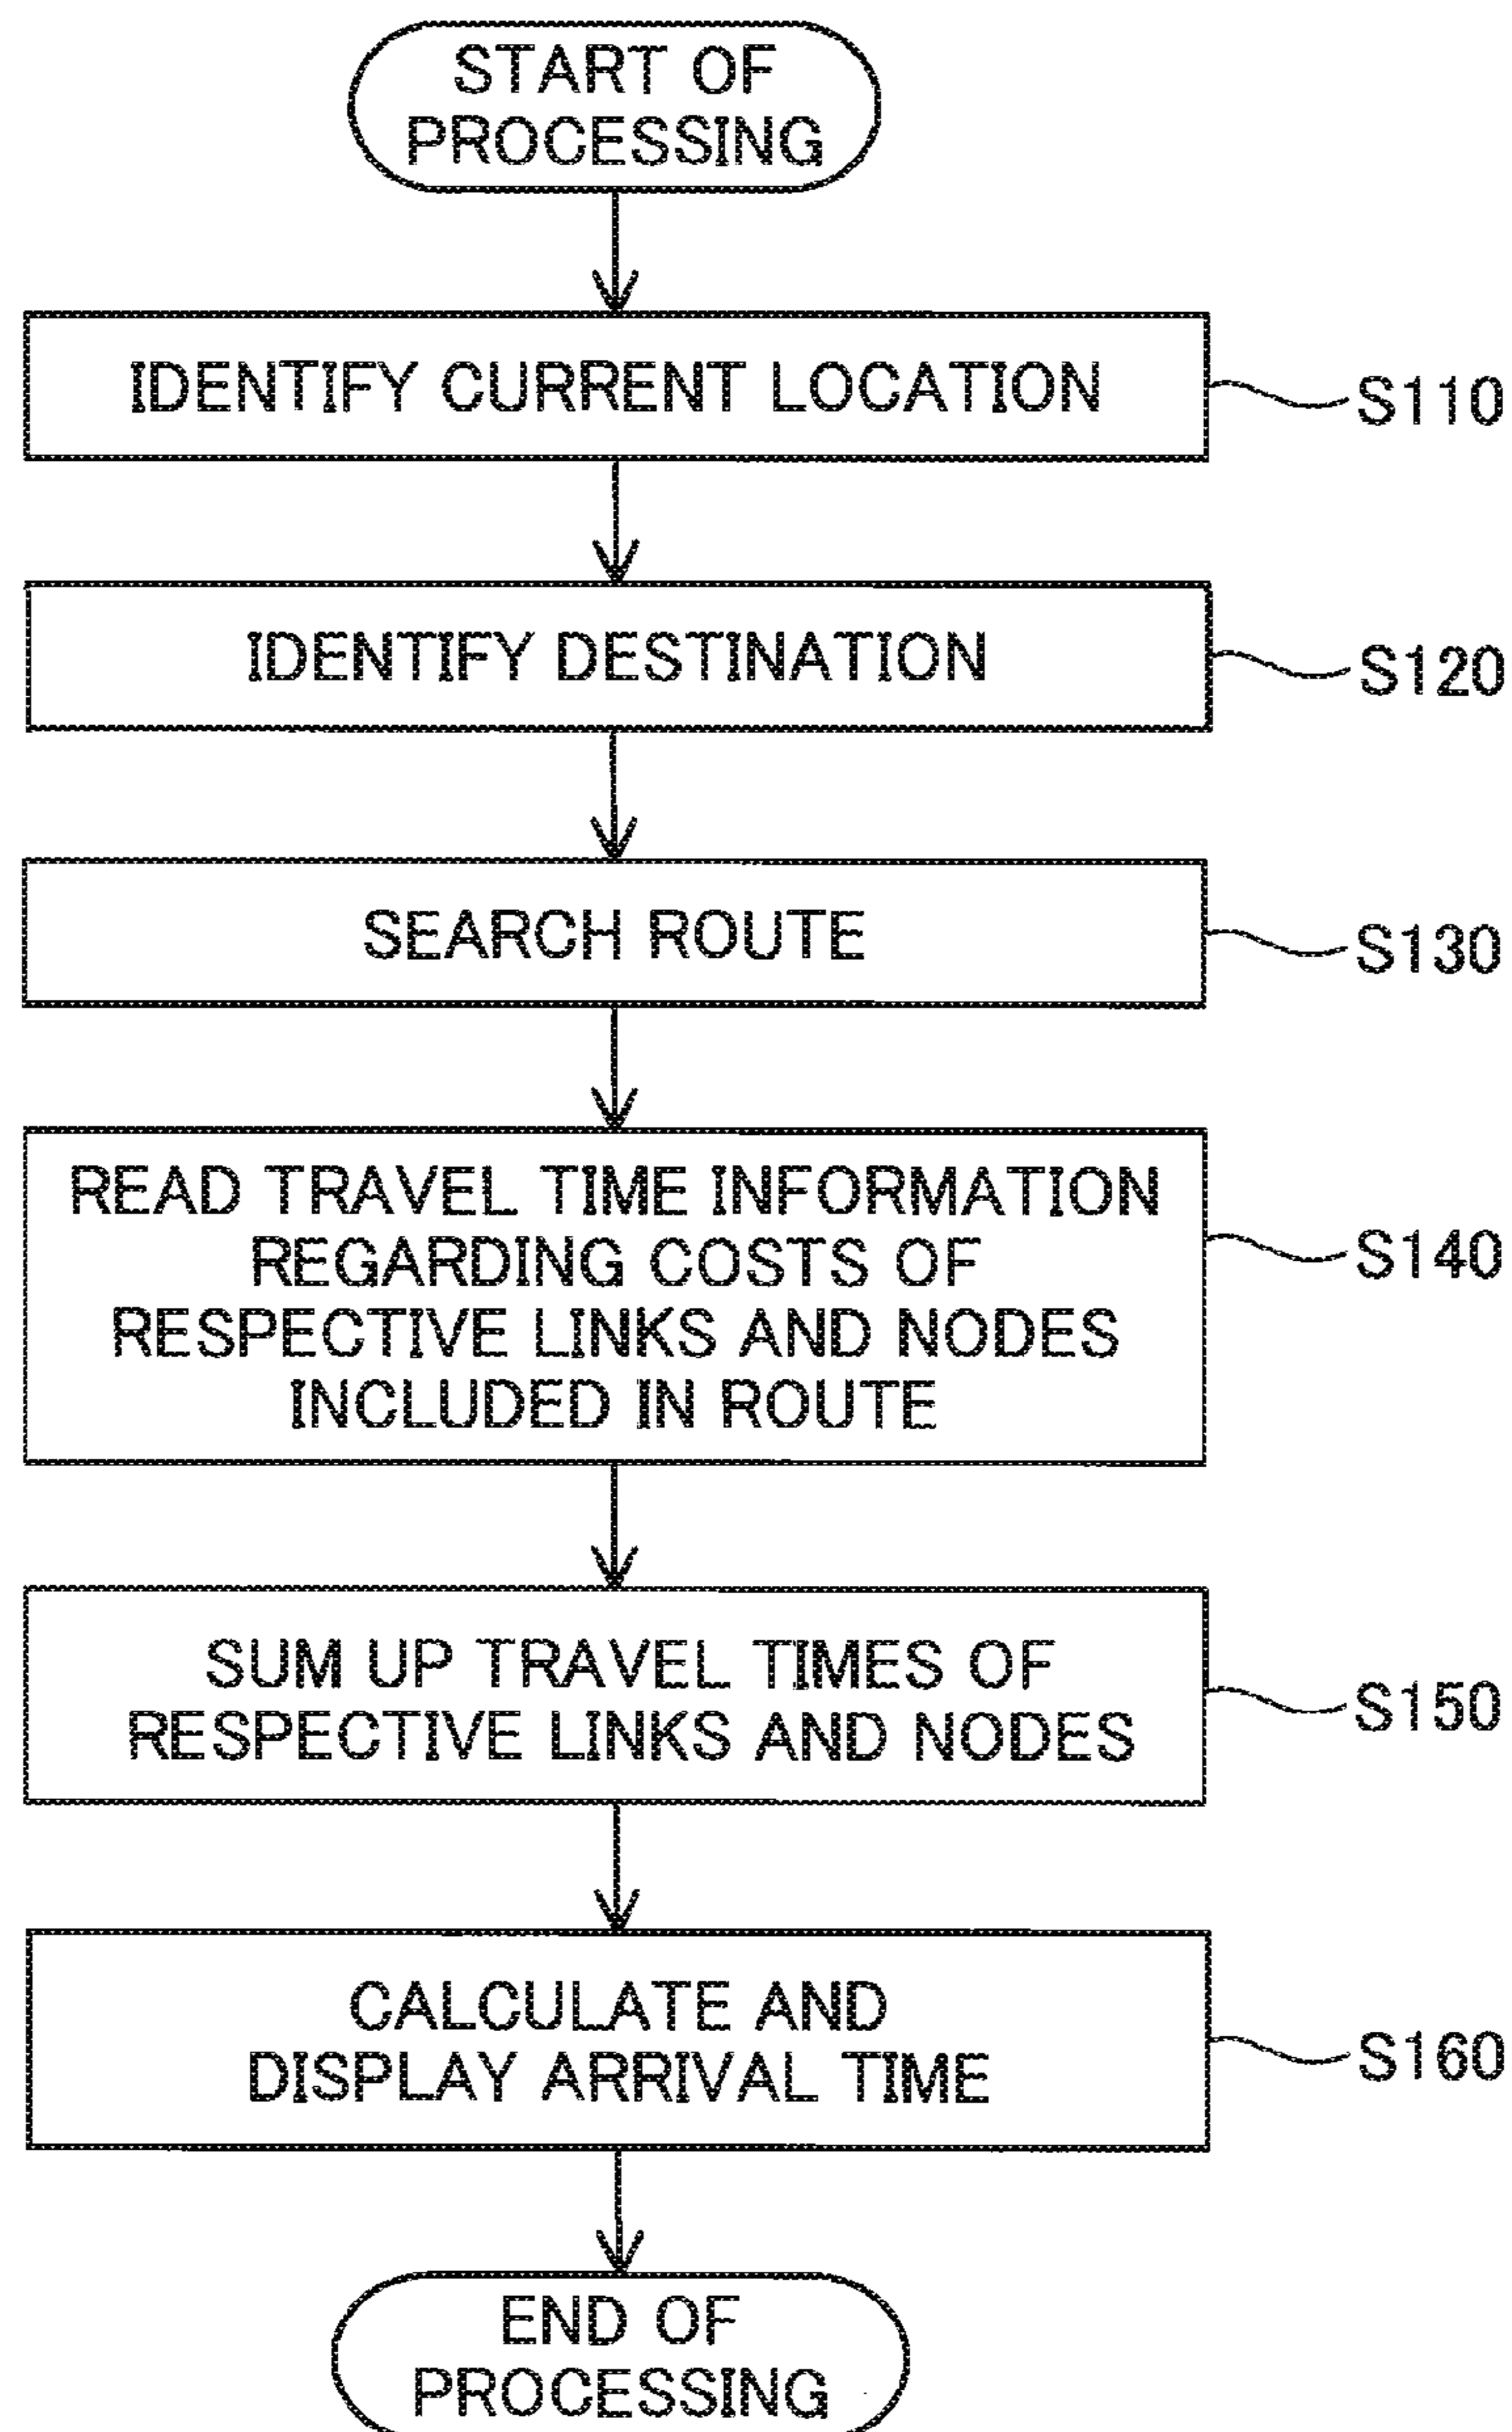 START OF
PROCESSING
IDENTIFY CURRENT LOCATION
S110
IDENTIFY DESTINATION
S120
SEARCH ROUTE
S130
READ TRAVEL TIME INFORMATION
REGARDING COSTS OF
RESPECTIVE LINKS AND NODES
INCLUDED IN ROUTE
S140
SUM UP TRAVEL TIMES OF
RESPECTIVE LINKS AND NODES
S150
CALCULATE AND
DISPLAY ARRIVAL TIME
S160
END OF
PROCESSING